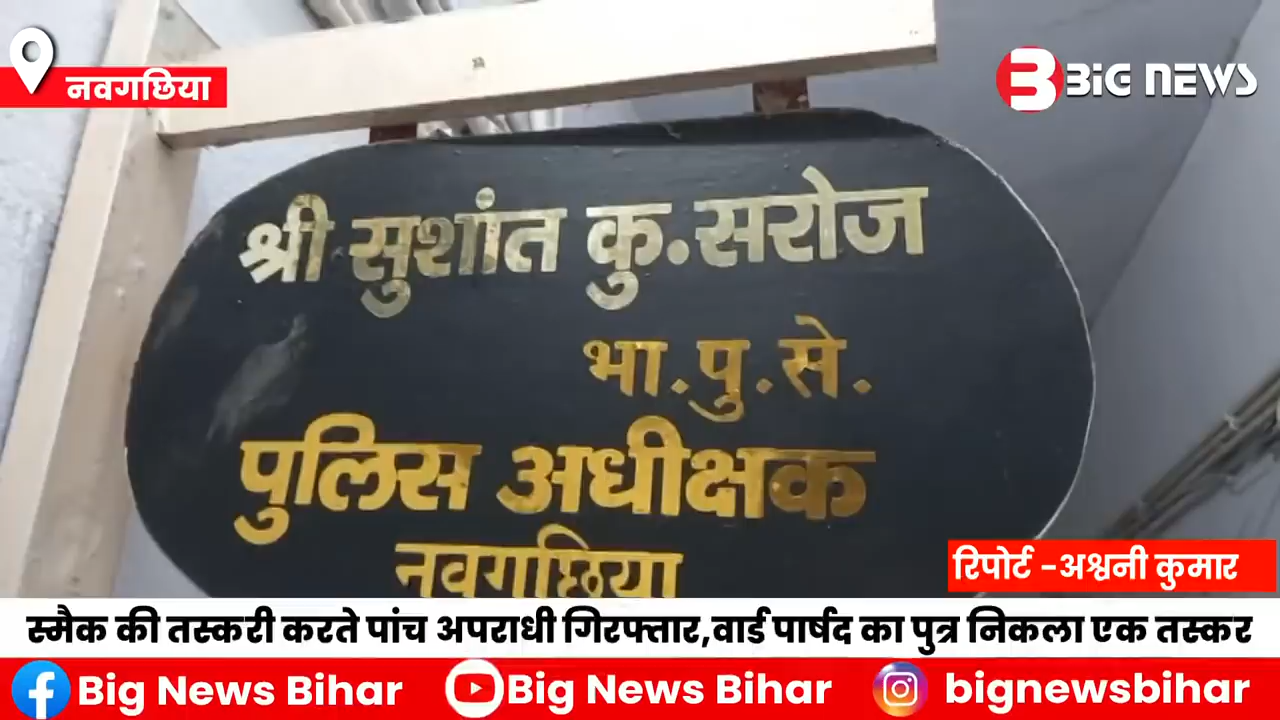 नवगछिया
BIG NEWS
श्री सुशांत कु.सरोज
भा.पु.से.
पुलिस अधीक्षक
नवगछिया
रिपोर्ट -अश्वनी कुमार
स्मैक की तस्करी करते पांच अपराधी गिरफ्तार,वार्ड पार्षद का पुत्र निकला एक तस्कर
Big News Bihar Big News Bihar bignewsbihar